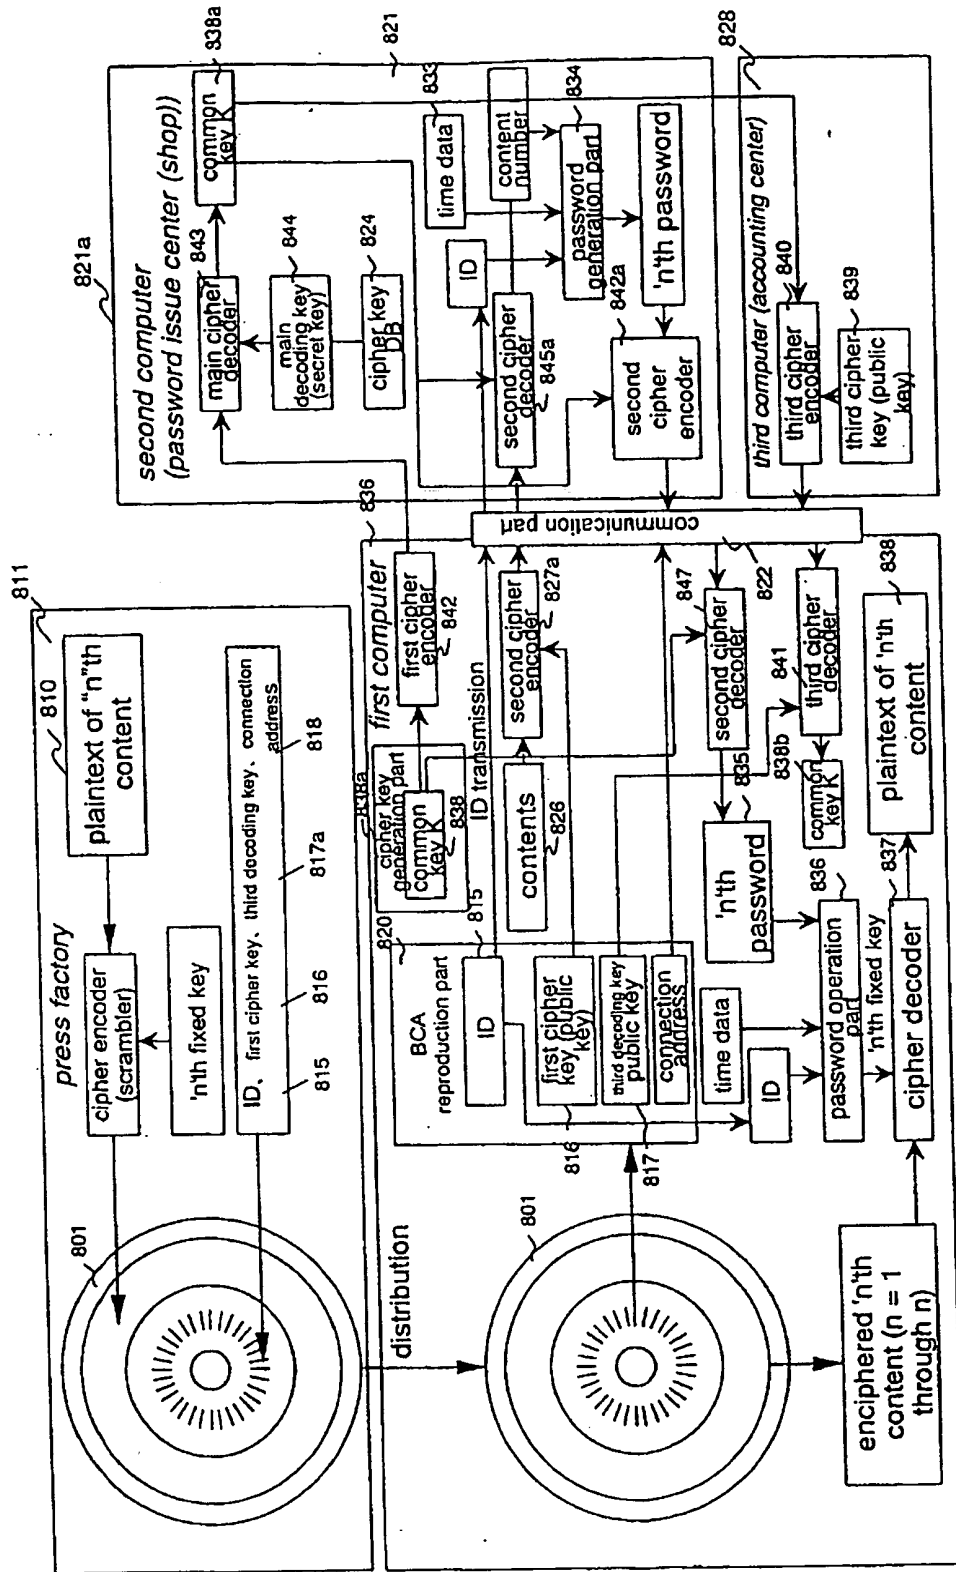 811
810
plaintext of "n"th
content
press factory
cipher encoder
(scrambler)
'n'th fixed key
ID、first cipher key、third decoding key、connection
address
815
816
817a
818
801
distribution
821a
second computer
(password issue center (shop))
838a
821
main cipher
decoder
843
common
key K
main
decoding key
(secret key)
844
cipher key
DB
824
ID
time data
833
content
number
second cipher
decoder
845a
password
generation part
834
'n'th password
second
cipher
encoder
842a
828
third computer (accounting center)
third cipher
encoder
840
third cipher
key (public
key)
839
communication part
822
836
first computer
838a
cipher key
generation part
common
key K
838
first cipher
encoder
842
ID transmission
contents
826
second cipher
encoder
827a
820
BCA
reproduction part
815
ID
first cipher
key (public
key)
816
third decoding key
public key
817
connection
address
801
second cipher
decoder
847
third cipher
decoder
841
common
key K
838b
'n'th
password
835
time data
ID
password operation
part
836
'n'th fixed key
cipher decoder
837
plaintext of 'n'th
content
838
enciphered 'n'th
content (n = 1
through n)